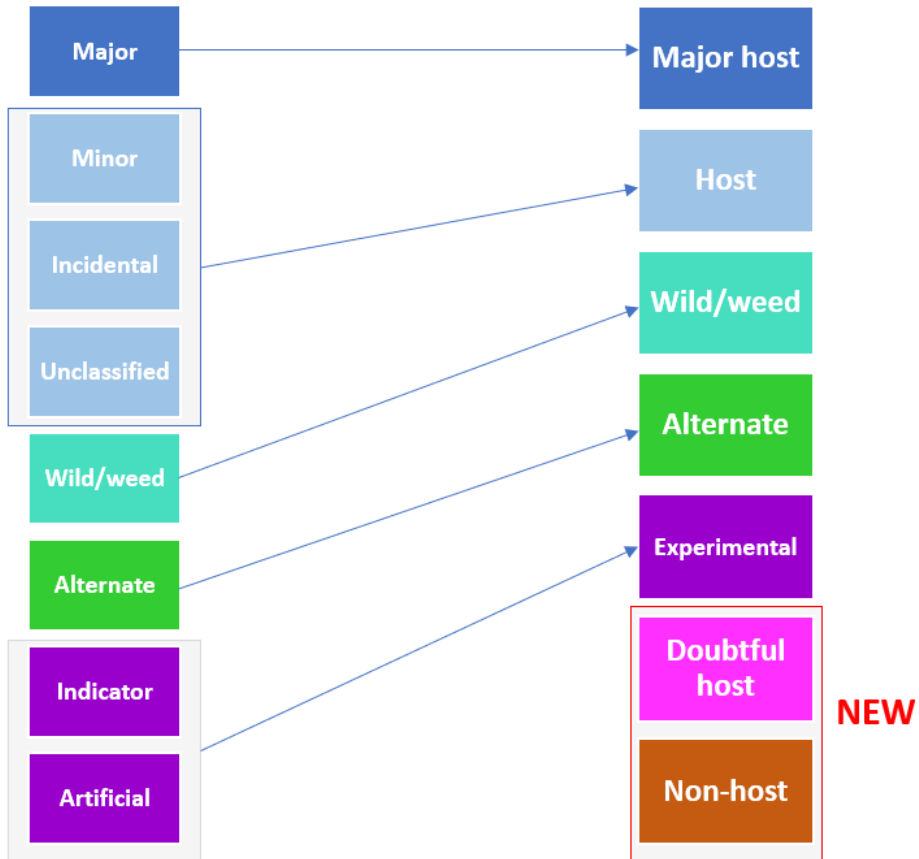 Major
Minor
Incidental
Unclassified
Wild/weed
Alternate
Indicator
Artificial
Major host
Host
Wild/weed
Alternate
Experimental
Doubtful
host
Non-host
NEW